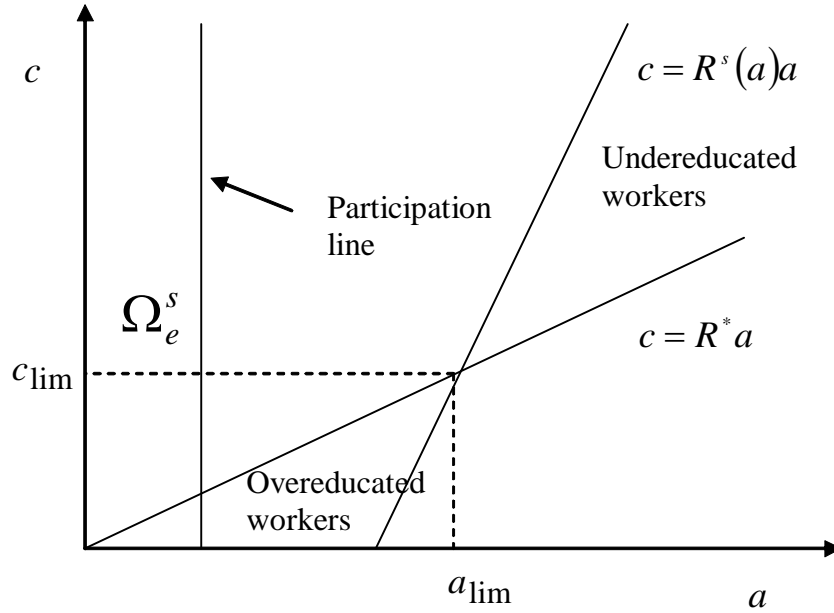 c
c = R^s(a)a
Undereducated
workers
Participation
line
Ω_e^s
c = R^*a
c_lim
Overeducated
workers
a_lim
a